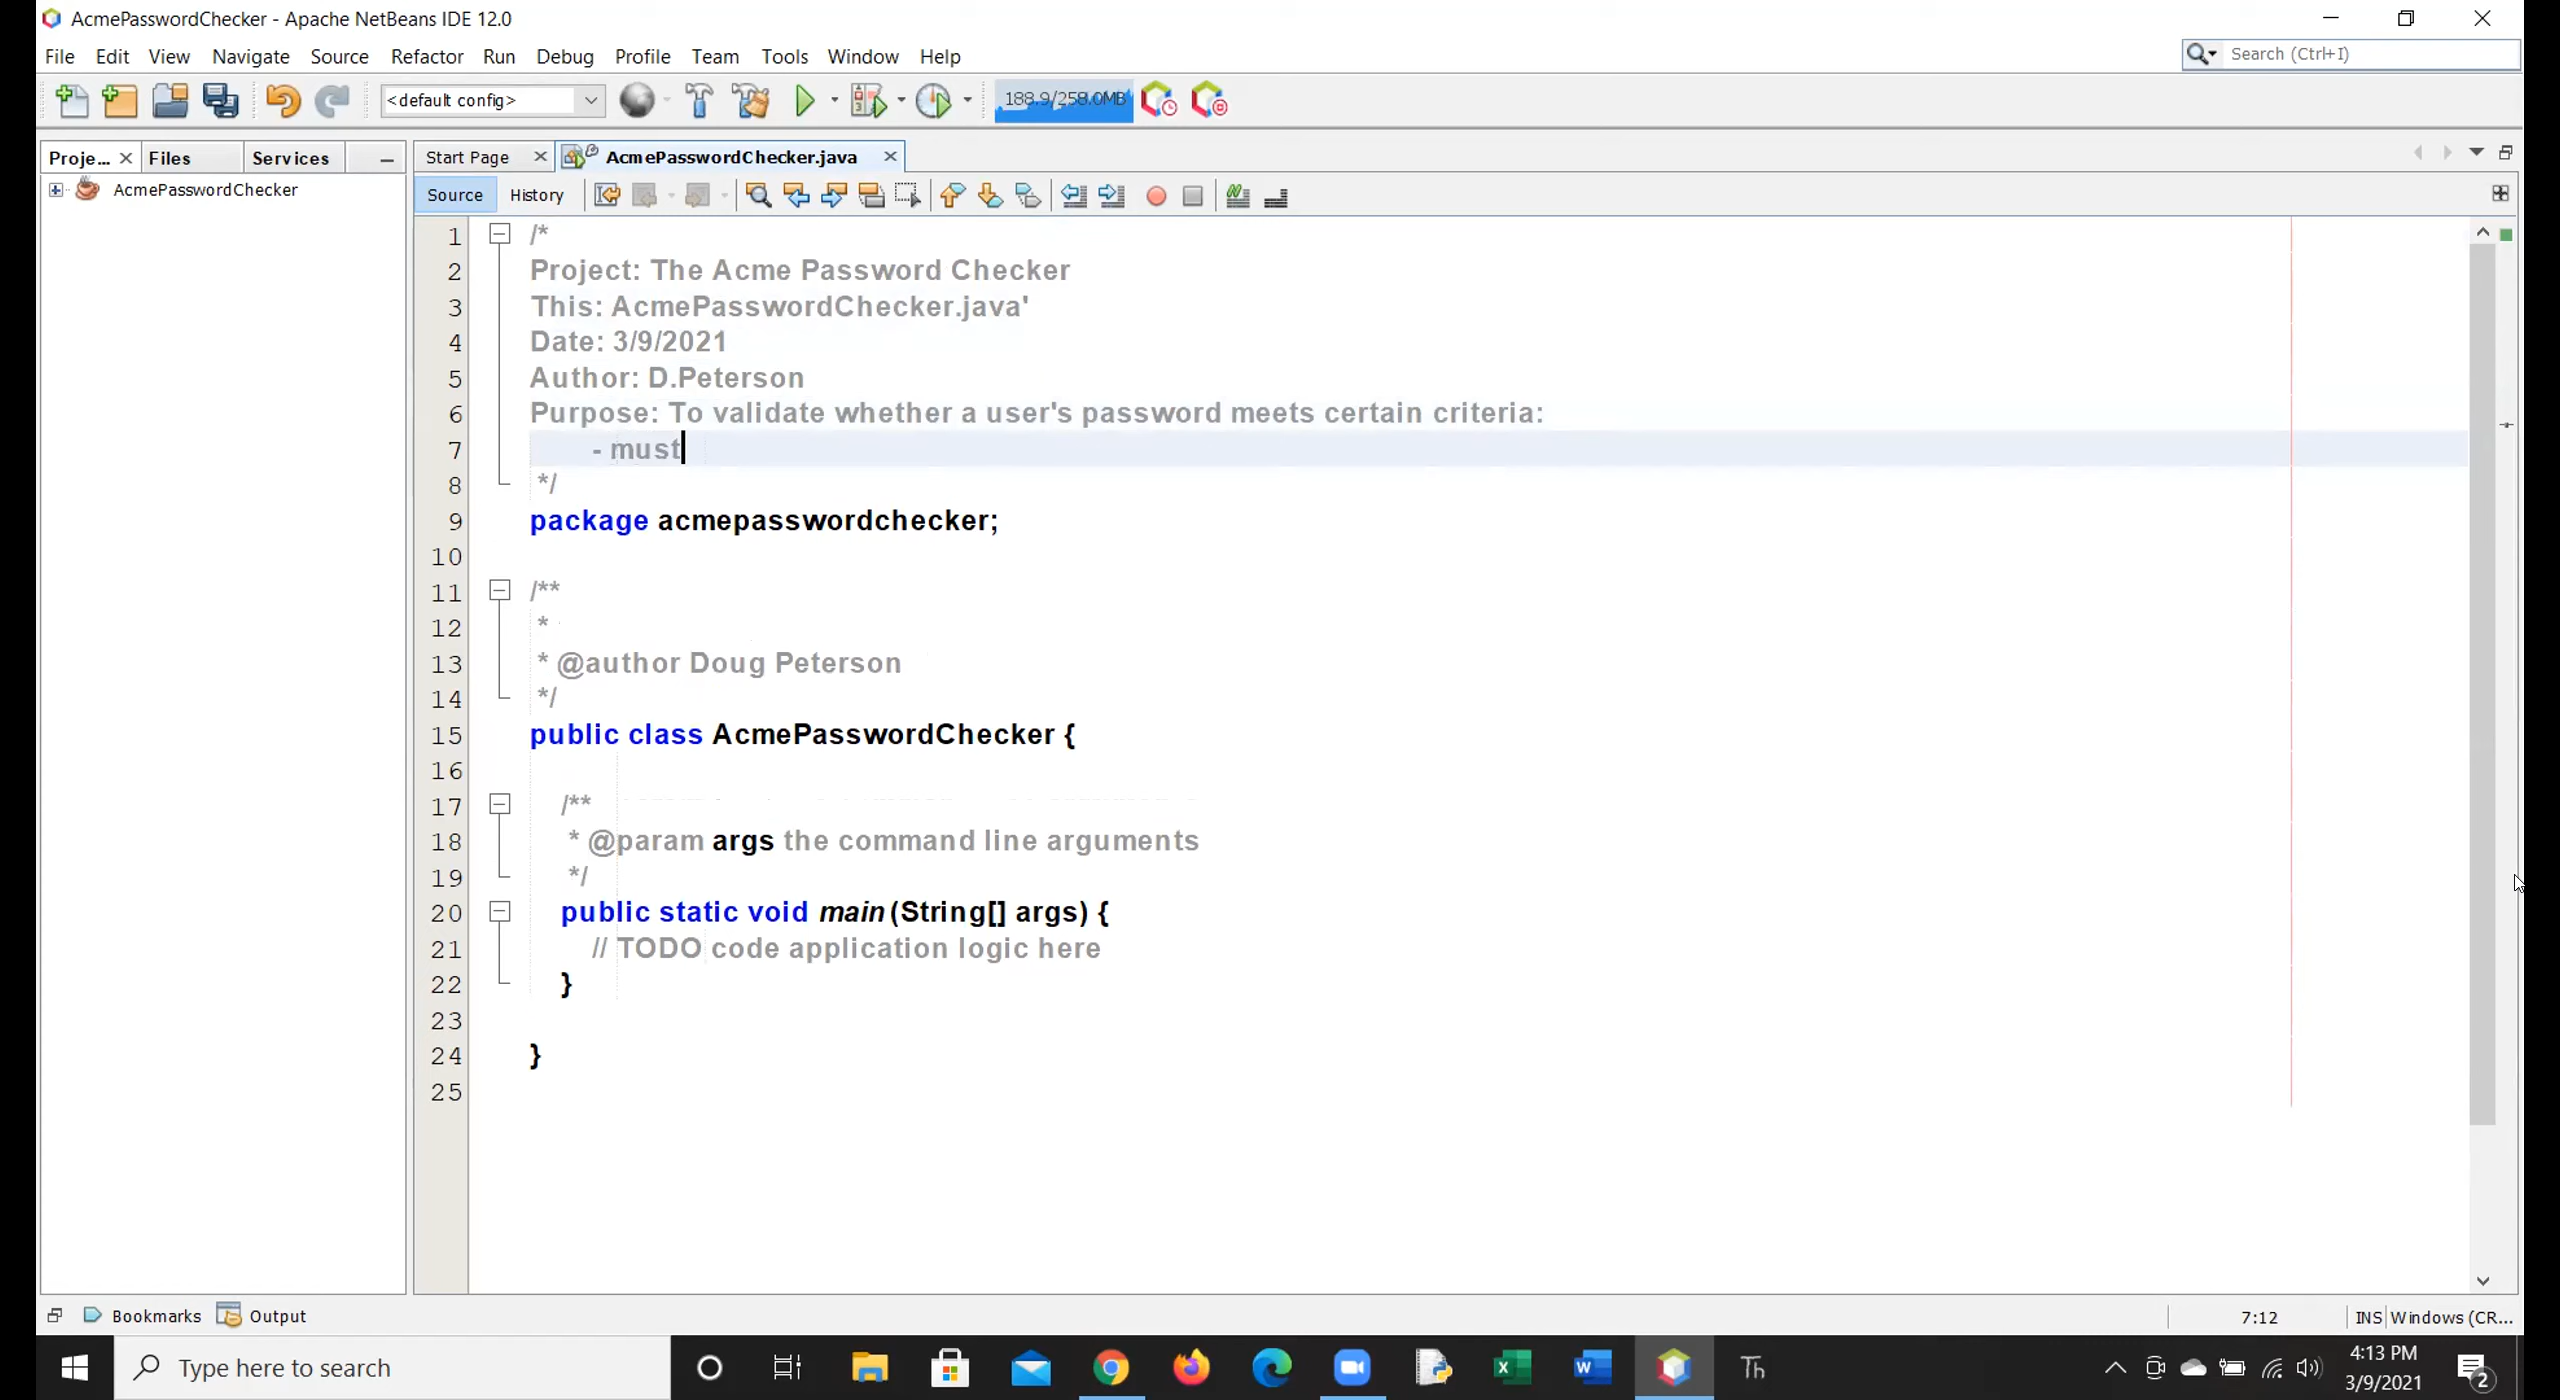 AcmePasswordChecker - Apache NetBeans IDE 12.0
File Edit View Navigate Source Refactor Run Debug Profile Team Tools Window Help
Search (Ctrl+I)
<default config>
188.9/258.0MB
Proje... Files Services
Start Page AcmePasswordChecker.java
AcmePasswordChecker
Source History
1 /*
2 Project: The Acme Password Checker
3 This: AcmePasswordChecker.java'
4 Date: 3/9/2021
5 Author: D.Peterson
6 Purpose: To validate whether a user's password meets certain criteria:
7 - must
8 */
9 package acmepasswordchecker;
10
11 /**
12 *
13 * @author Doug Peterson
14 */
15 public class AcmePasswordChecker {
16
17 /**
18 * @param args the command line arguments
19 */
20 public static void main(String[] args) {
21 // TODO code application logic here
22 }
23
24 }
25
Bookmarks Output
7:12 INS Windows (CR...
Type here to search
Th
4:13 PM
3/9/2021
2